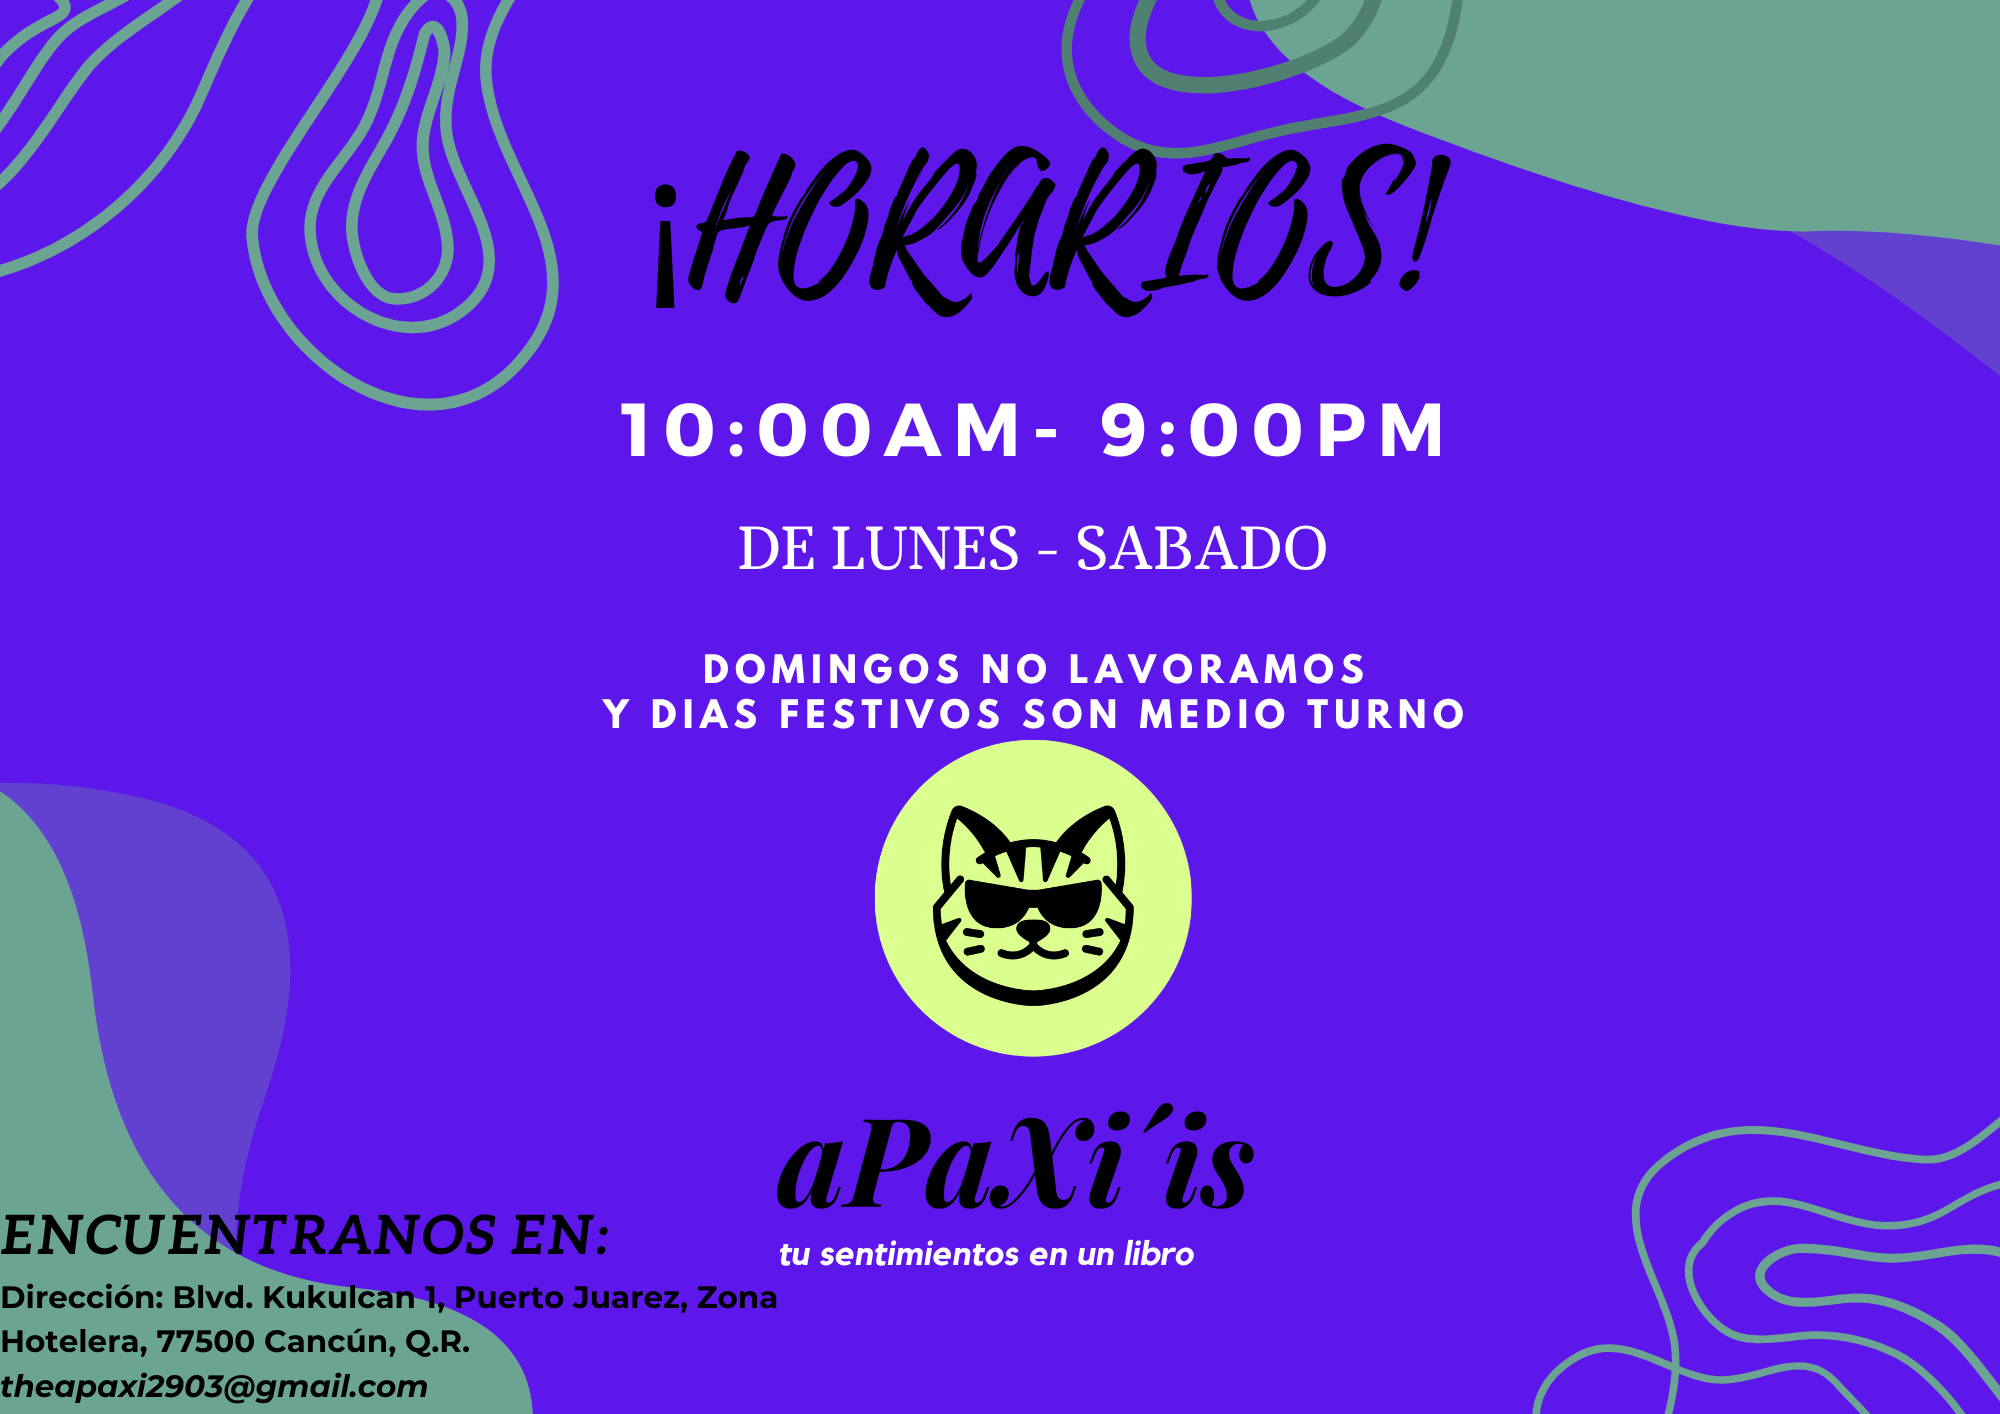 ¡HORARIOS!
10:00AM- 9:00PM
DE LUNES - SABADO
DOMINGOS NO LAVORAMOS
Y DIAS FESTIVOS SON MEDIO TURNO
aPaXi´is
tu sentimientos en un libro
ENCUENTRANOS EN:
Dirección: Blvd. Kukulcan 1, Puerto Juarez, Zona
Hotelera, 77500 Cancún, Q.R.
theapaxi2903@gmail.com